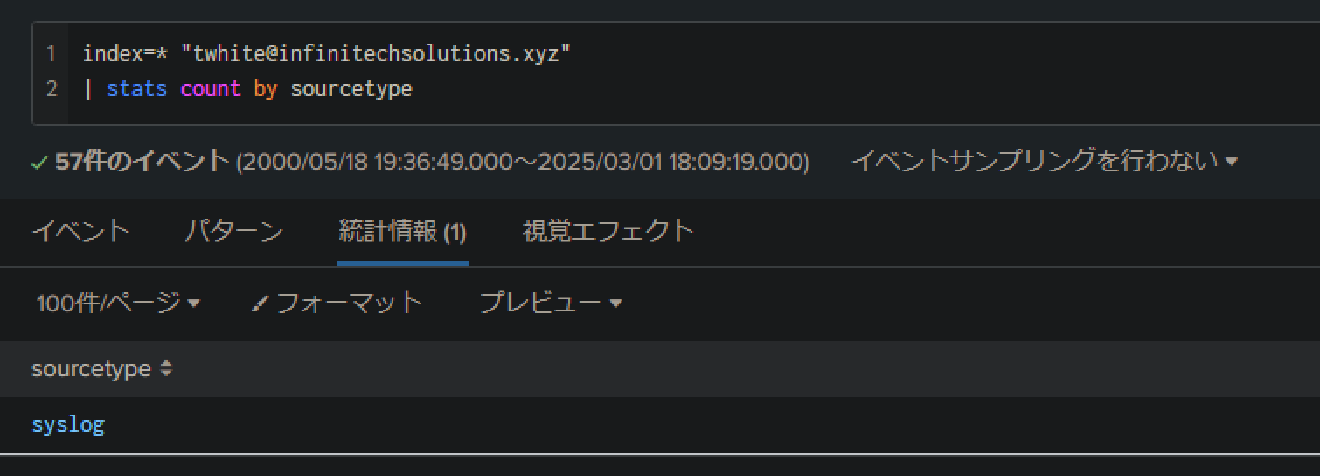 1 index=* "twhite@infinitechsolutions.xyz"
2 | stats count by sourcetype
57件のイベント (2000/05/18 19:36:49.000～2025/03/01 18:09:19.000) イベントサンプリングを行わない
イベント パターン 統計情報 (1) 視覚エフェクト
100件/ページ フォーマット プレビュー
sourcetype
syslog